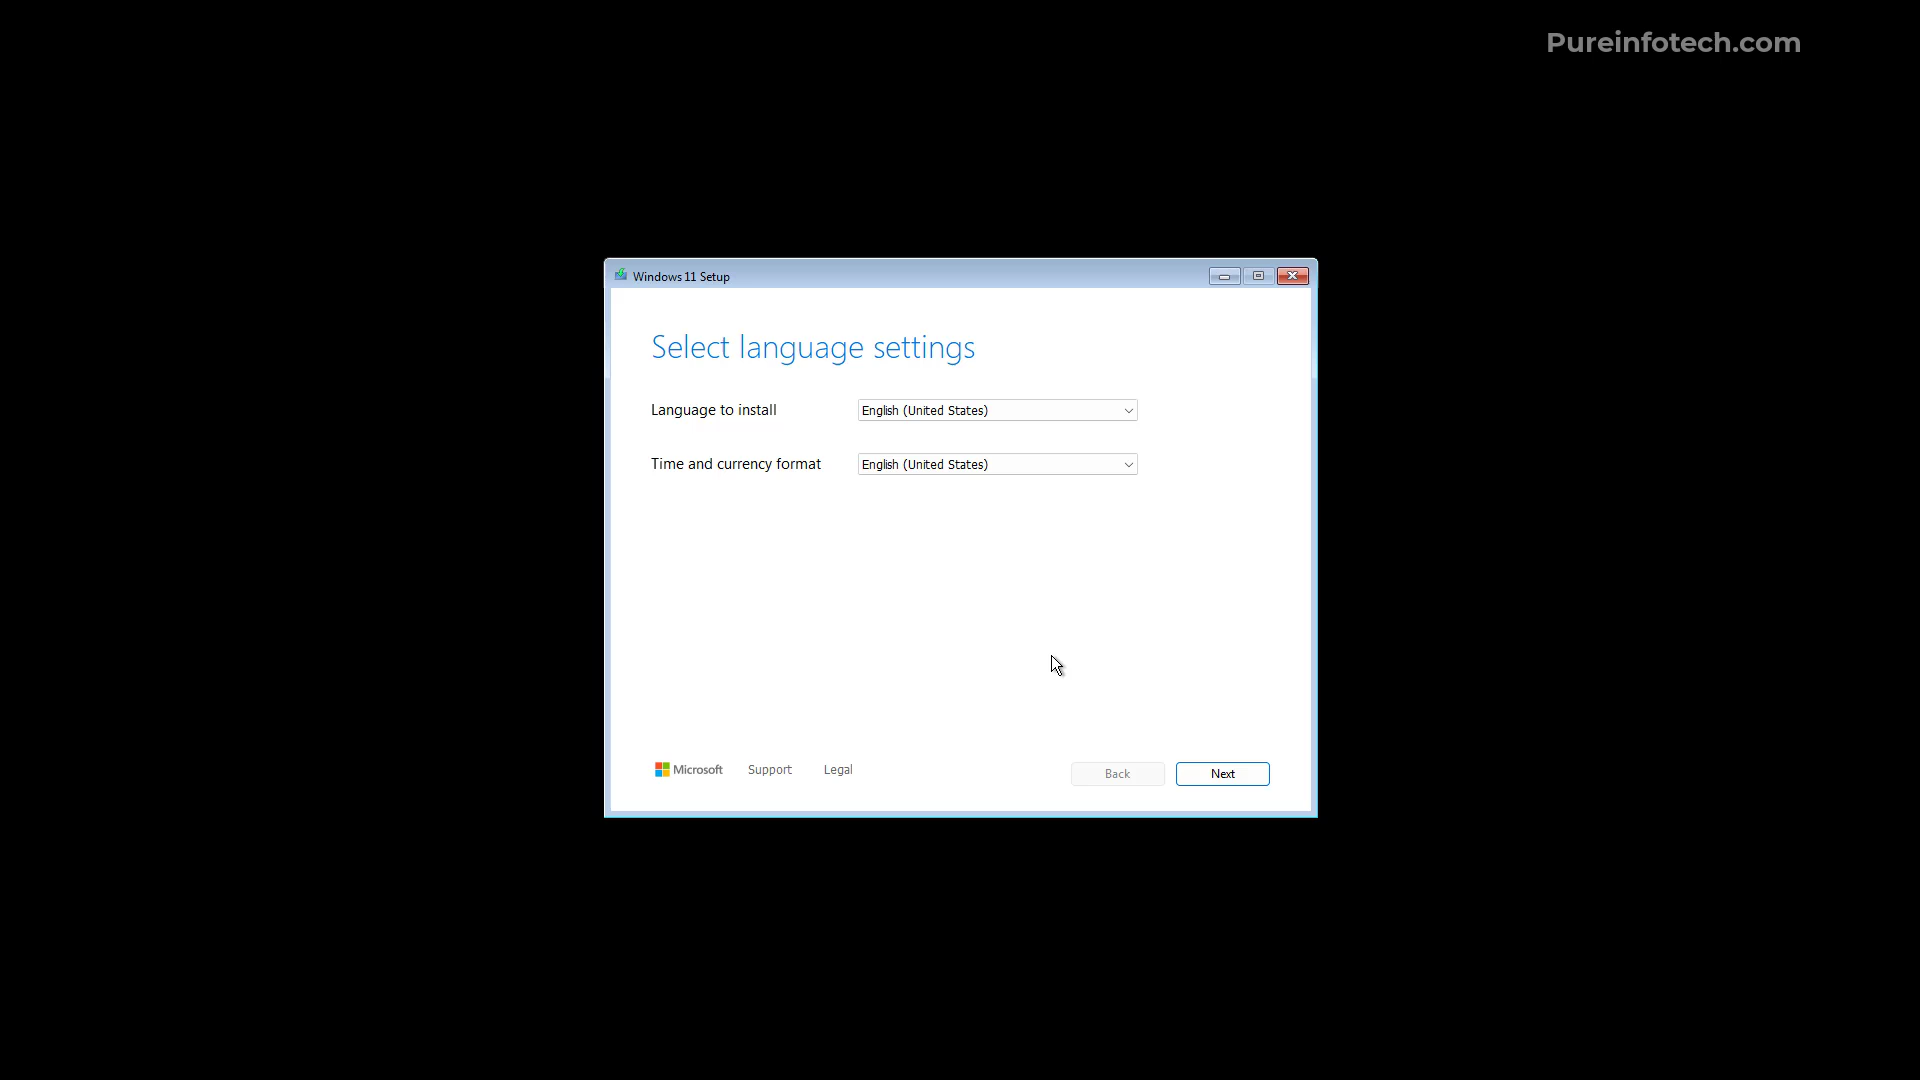 Pureinfotech.com
Windows 11 Setup
Select language settings
Language to install English (United States)
Time and currency format English (United States)
Microsoft Support Legal Back Next